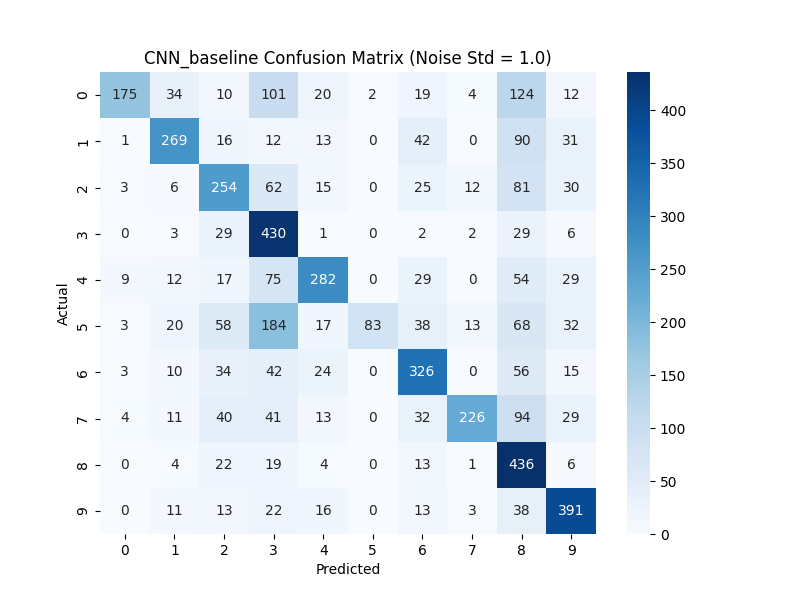 CNN_baseline Confusion Matrix (Noise Std = 1.0)
0 175 34 10 101 20 2 19 4 124 12
1 1 269 16 12 13 0 42 0 90 31
2 3 6 254 62 15 0 25 12 81 30
3 0 3 29 430 1 0 2 2 29 6
4 9 12 17 75 282 0 29 0 54 29
5 3 20 58 184 17 83 38 13 68 32
6 3 10 34 42 24 0 326 0 56 15
7 4 11 40 41 13 0 32 226 94 29
8 0 4 22 19 4 0 13 1 436 6
9 0 11 13 22 16 0 13 3 38 391
0 1 2 3 4 5 6 7 8 9
Predicted
Actual
400
350
300
250
200
150
100
50
0